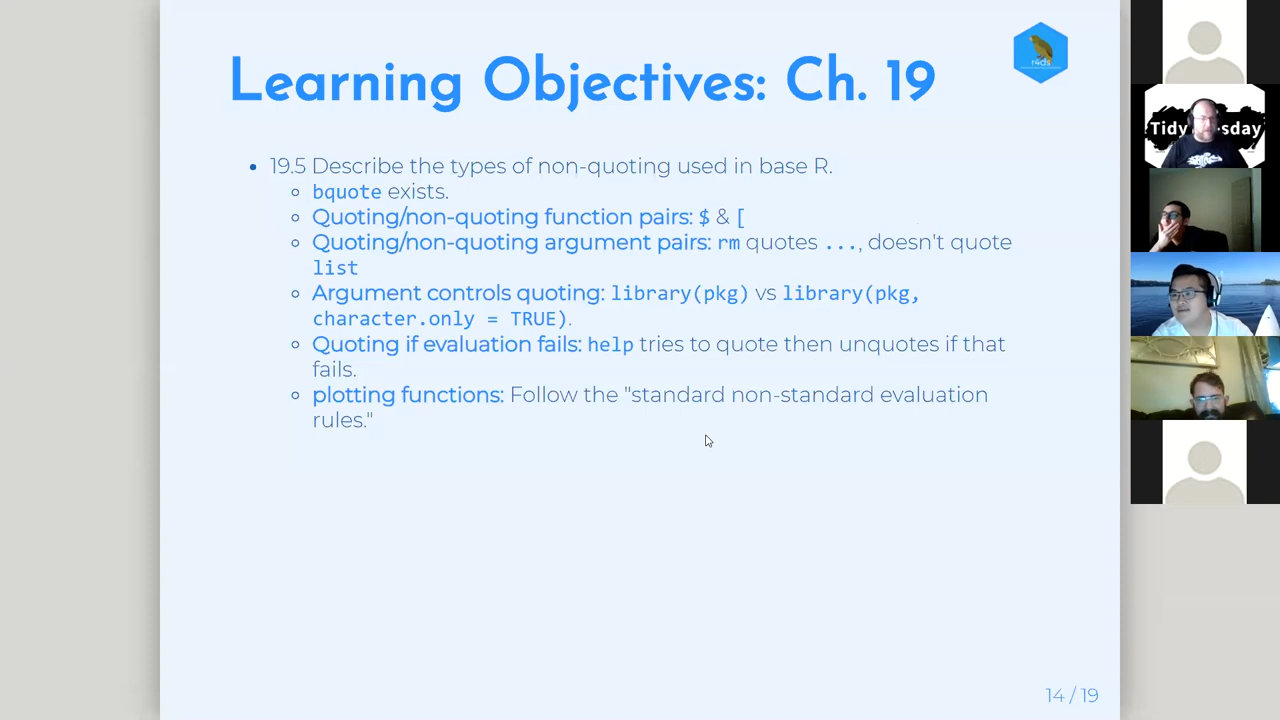 Learning Objectives: Ch. 19
r4ds
19.5 Describe the types of non-quoting used in base R.
bquote exists.
Quoting/non-quoting function pairs: $ & [
Quoting/non-quoting argument pairs: rm quotes ..., doesn't quote
list
Argument controls quoting: library(pkg) vs library(pkg,
character.only = TRUE).
Quoting if evaluation fails: help tries to quote then unquotes if that
fails.
plotting functions: Follow the "standard non-standard evaluation
rules."
14 / 19